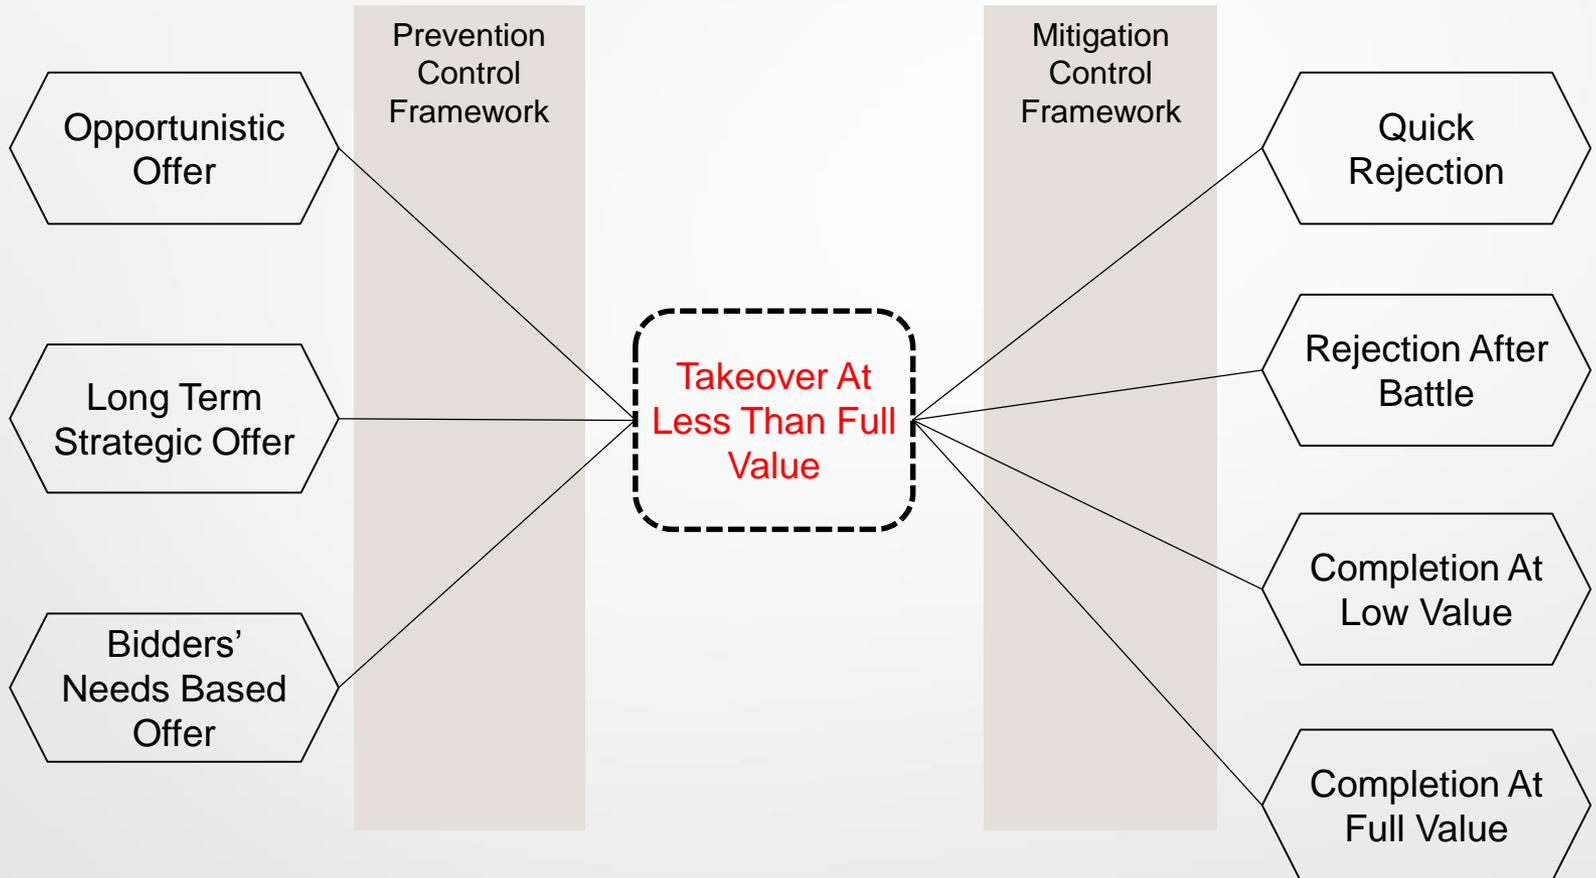 Prevention
Control
Framework
Mitigation
Control
Framework
Opportunistic
Offer
Quick
Rejection
Long Term
Strategic Offer
Takeover At
Less Than Full
Value
Rejection After
Battle
Completion At
Low Value
Bidders’
Needs Based
Offer
Completion At
Full Value